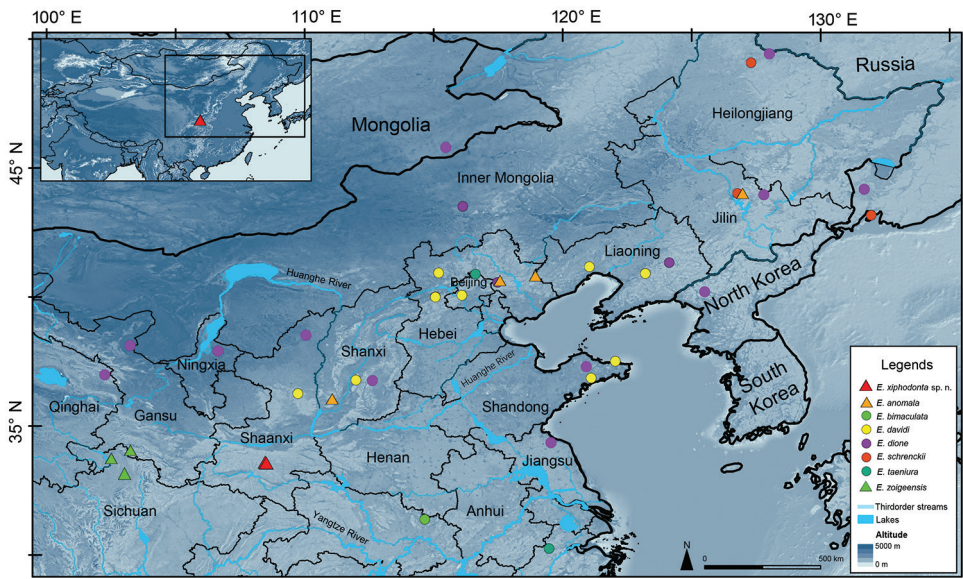 100° E
110° E
120° E
130° E
Russia
Heilongjiang
Mongolia
45° N
Inner Mongolia
Jilin
Liaoning
Huanghe River
Beijing
North Korea
Hebei
Shanxi
Ningxia
Huanghe River
South
Korea
Qinghai
Gansu
Shandong
35° N
Shaanxi
Henan
Jiangsu
Sichuan
Yangtze River
Anhui
Legends
E. xiphodonta sp. n.
E. anomala
E. bimaculata
E. davidi
E. dione
E. schrenckii
E. taeniura
E. zoigeensis
Thirdorder streams
Lakes
Altitude
5000 m
0 m
N
0
500 km